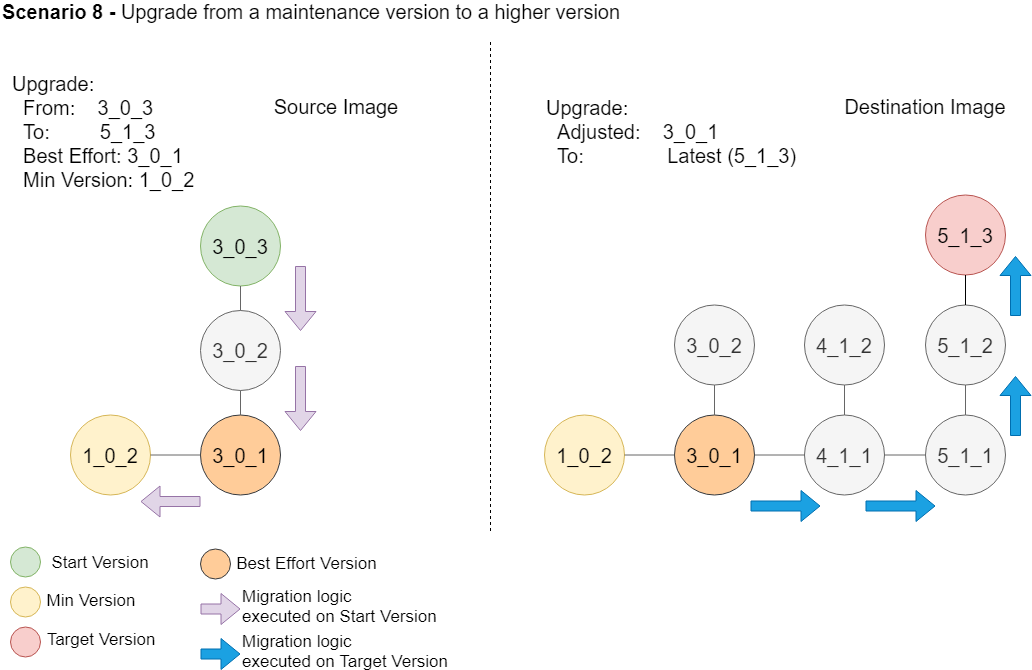 Scenario 8 - Upgrade from a maintenance version to a higher version
Upgrade:
From: 3_0_3
To: 5_1_3
Best Effort: 3_0_1
Min Version: 1_0_2
Source Image
3_0_3
3_0_2
1_0_2
3_0_1
Upgrade:
Adjusted: 3_0_1
To: Latest (5_1_3)
Destination Image
5_1_3
3_0_2
4_1_2
5_1_2
1_0_2
3_0_1
4_1_1
5_1_1
Start Version
Min Version
Target Version
Best Effort Version
Migration logic
executed on Start Version
Migration logic
executed on Target Version